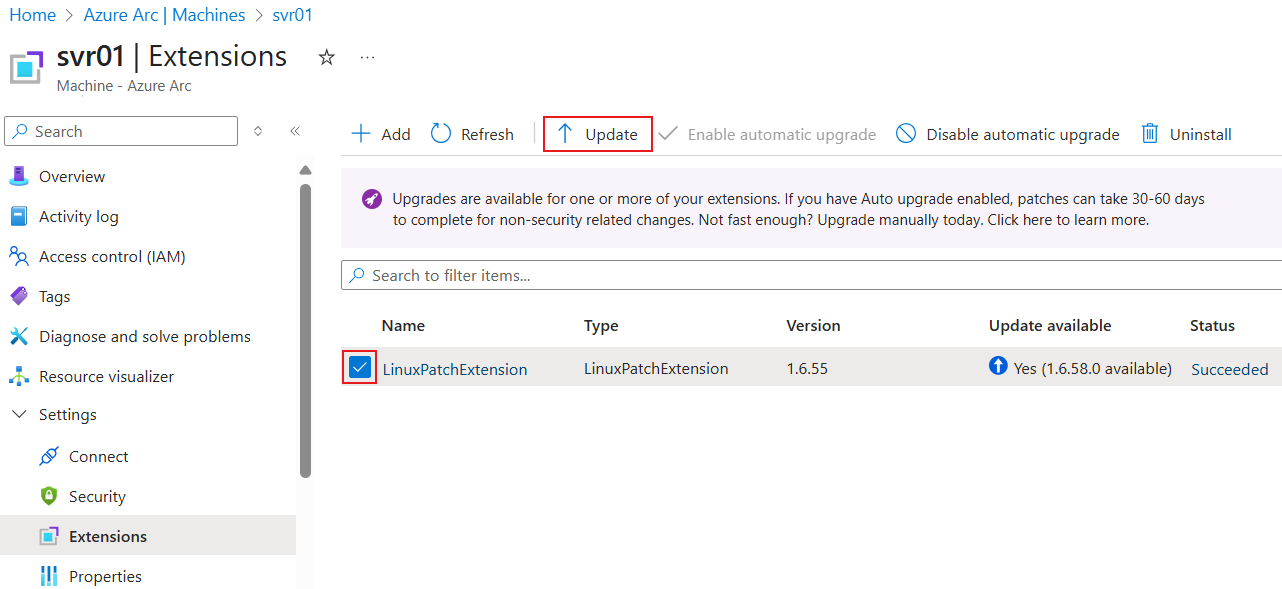 Home > Azure Arc | Machines > svr01
svr01 | Extensions
Machine - Azure Arc
Search
Add
Refresh
Update
Enable automatic upgrade
Disable automatic upgrade
Uninstall
Overview
Activity log
Access control (IAM)
Tags
Diagnose and solve problems
Resource visualizer
Settings
Connect
Security
Extensions
Properties
Upgrades are available for one or more of your extensions. If you have Auto upgrade enabled, patches can take 30-60 days
to complete for non-security related changes. Not fast enough? Upgrade manually today. Click here to learn more.
Search to filter items...
Name Type Version Update available Status
LinuxPatchExtension LinuxPatchExtension 1.6.55 Yes (1.6.58.0 available) Succeeded